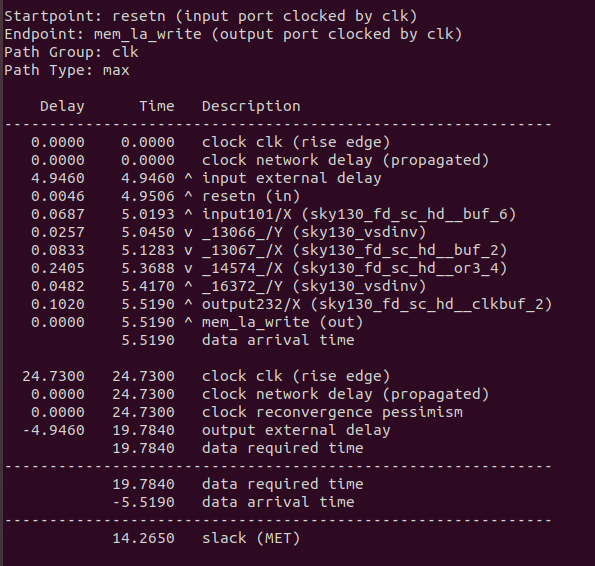 Startpoint: resetn (input port clocked by clk)
Endpoint: mem_la_write (output port clocked by clk)
Path Group: clk
Path Type: max
Delay Time Description
-------------------------------------------------------------
0.0000 0.0000 clock clk (rise edge)
0.0000 0.0000 clock network delay (propagated)
4.9460 4.9460 ^ input external delay
0.0046 4.9506 ^ resetn (in)
0.0687 5.0193 ^ input101/X (sky130_fd_sc_hd__buf_6)
0.0257 5.0450 v _13066_/Y (sky130_vsdinv)
0.0833 5.1283 v _13067_/X (sky130_fd_sc_hd__buf_2)
0.2405 5.3688 v _14574_/X (sky130_fd_sc_hd__or3_4)
0.0482 5.4170 ^ _16372_/Y (sky130_vsdinv)
0.1020 5.5190 ^ output232/X (sky130_fd_sc_hd__clkbuf_2)
0.0000 5.5190 ^ mem_la_write (out)
5.5190 data arrival time
24.7300 24.7300 clock clk (rise edge)
0.0000 24.7300 clock network delay (propagated)
0.0000 24.7300 clock reconvergence pessimism
-4.9460 19.7840 output external delay
19.7840 data required time
-------------------------------------------------------------
19.7840 data required time
-5.5190 data arrival time
-------------------------------------------------------------
14.2650 slack (MET)